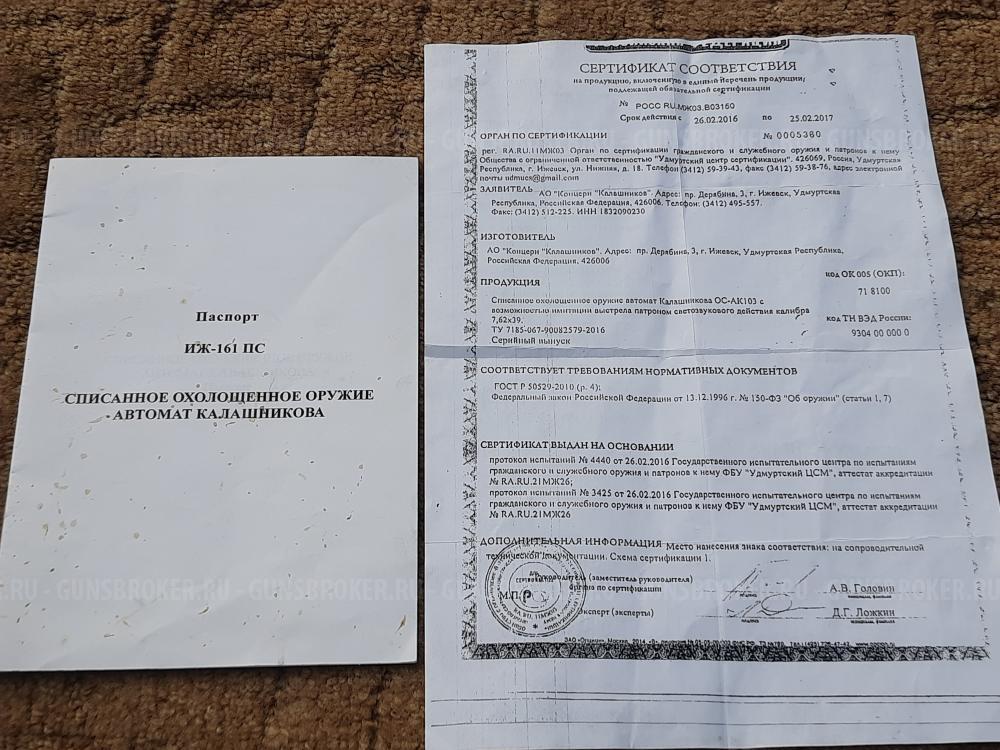 Паспорт
ИЖ-161 ПС
СПИСАННОЕ ОХОЛОЩЕННОЕ ОРУЖИЕ
АВТОМАТ КАЛАШНИКОВА
СЕРТИФИКАТ СООТВЕТСТВИЯ
на продукцию, включенную в единый перечень продукции,
подлежащей обязательной сертификации
№ РОСС RU.МЖ03.В03160
Срок действия с 26.02.2016 по 25.02.2017
№ 0005380
ОРГАН ПО СЕРТИФИКАЦИИ
рег. RA.RU.11МЖ03 Орган по сертификации гражданского и служебного оружия и патронов к нему
Общества с ограниченной ответственностью "Удмуртский центр сертификации". 426069, Россия, Удмуртская
Республика, г. Ижевск, ул. Нижняя, д. 18. Телефон (3412) 59-39-43, факс (3412) 59-38-76, адрес электронной
почты udmucs@gmail.com
ЗАЯВИТЕЛЬ АО "Концерн "Калашников". Адрес: пр. Дерябина, 3, г. Ижевск, Удмуртская
Республика, Российская Федерация, 426006. Телефон: (3412) 495-557.
Факс: (3412) 512-225. ИНН 1832090230
ИЗГОТОВИТЕЛЬ
АО "Концерн "Калашников". Адрес: пр. Дерябина, 3, г. Ижевск, Удмуртская Республика,
Российская Федерация, 426006
код ОК 005 (ОКП):
71 8100
ПРОДУКЦИЯ
Списанное охолощенное оружие автомат Калашникова ОС-АК103 с
возможностью имитации выстрела патроном светозвукового действия калибра
7,62х39.
ТУ 7185-067-90082579-2016
Серийный выпуск
код ТН ВЭД России:
9304 00 000 0
СООТВЕТСТВУЕТ ТРЕБОВАНИЯМ НОРМАТИВНЫХ ДОКУМЕНТОВ
ГОСТ Р 50529-2010 (р. 4);
Федеральный закон Российской Федерации от 13.12.1996 г. № 150-ФЗ "Об оружии" (статьи 1, 7)
СЕРТИФИКАТ ВЫДАН НА ОСНОВАНИИ
протокол испытаний № 4440 от 26.02.2016 Государственного испытательного центра по испытаниям
гражданского и служебного оружия и патронов к нему ФБУ "Удмуртский ЦСМ", аттестат аккредитации
№ RA.RU.21МЖ26;
протокол испытаний № 3425 от 26.02.2016 Государственного испытательного центра по испытаниям
гражданского и служебного оружия и патронов к нему ФБУ "Удмуртский ЦСМ", аттестат аккредитации
№ RA.RU.21МЖ26
ДОПОЛНИТЕЛЬНАЯ ИНФОРМАЦИЯ Место нанесения знака соответствия: на сопроводительной
технической документации. Схема сертификации 1.
Руководитель (заместитель руководителя)
органа по сертификации
А.В. Головин
М.П.
Эксперт (эксперты)
Д.Г. Ложкин
GUNSBROKER.RU